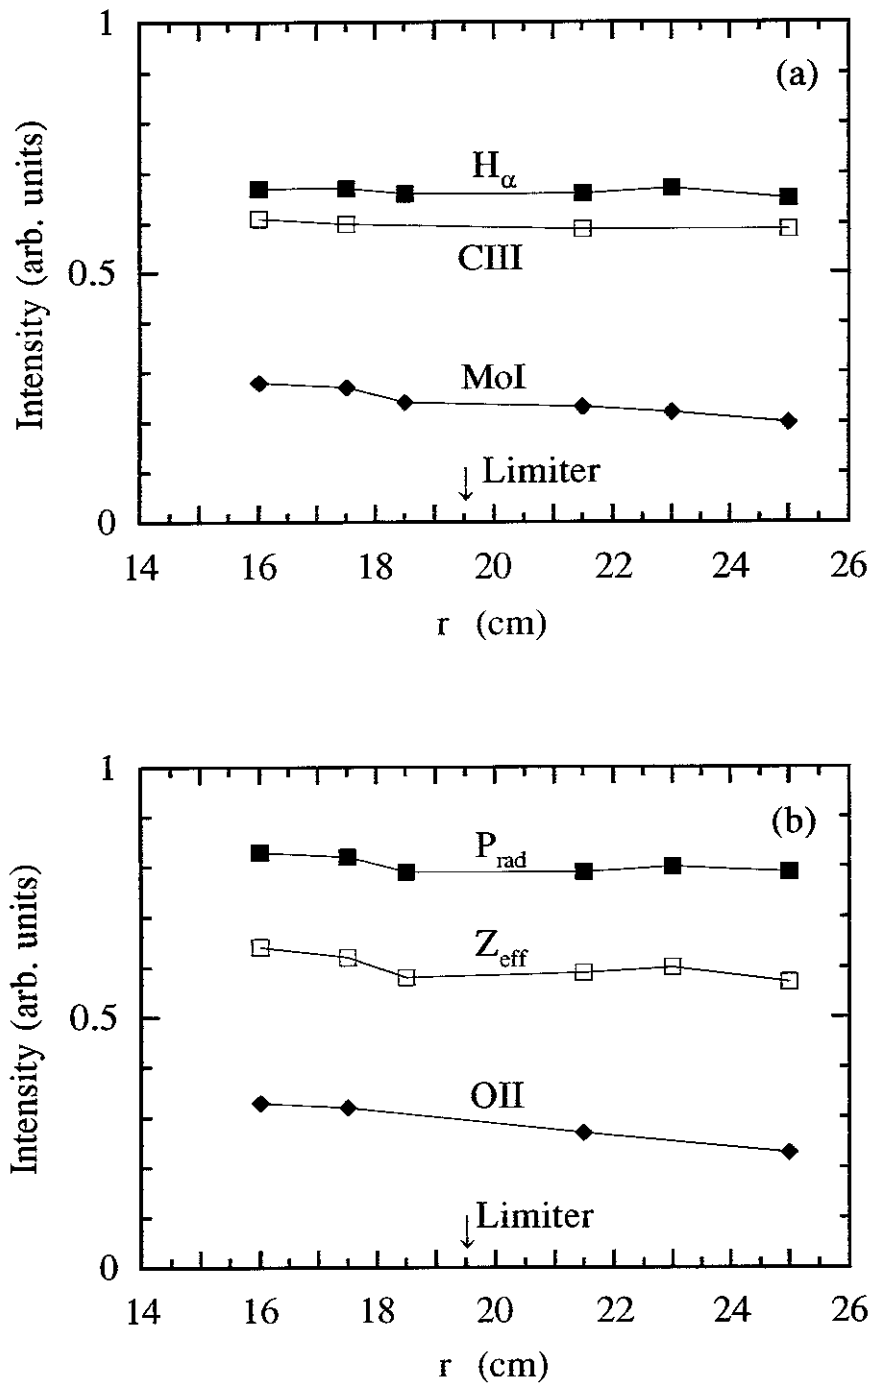 1
(a)
Hα
CIII
0.5
MoI
Limiter
0
14 16 18 20 22 24 26
r (cm)
Intensity (arb. units)
1
(b)
Prad
Zeff
0.5
OII
Limiter
0
14 16 18 20 22 24 26
r (cm)
Intensity (arb. units)